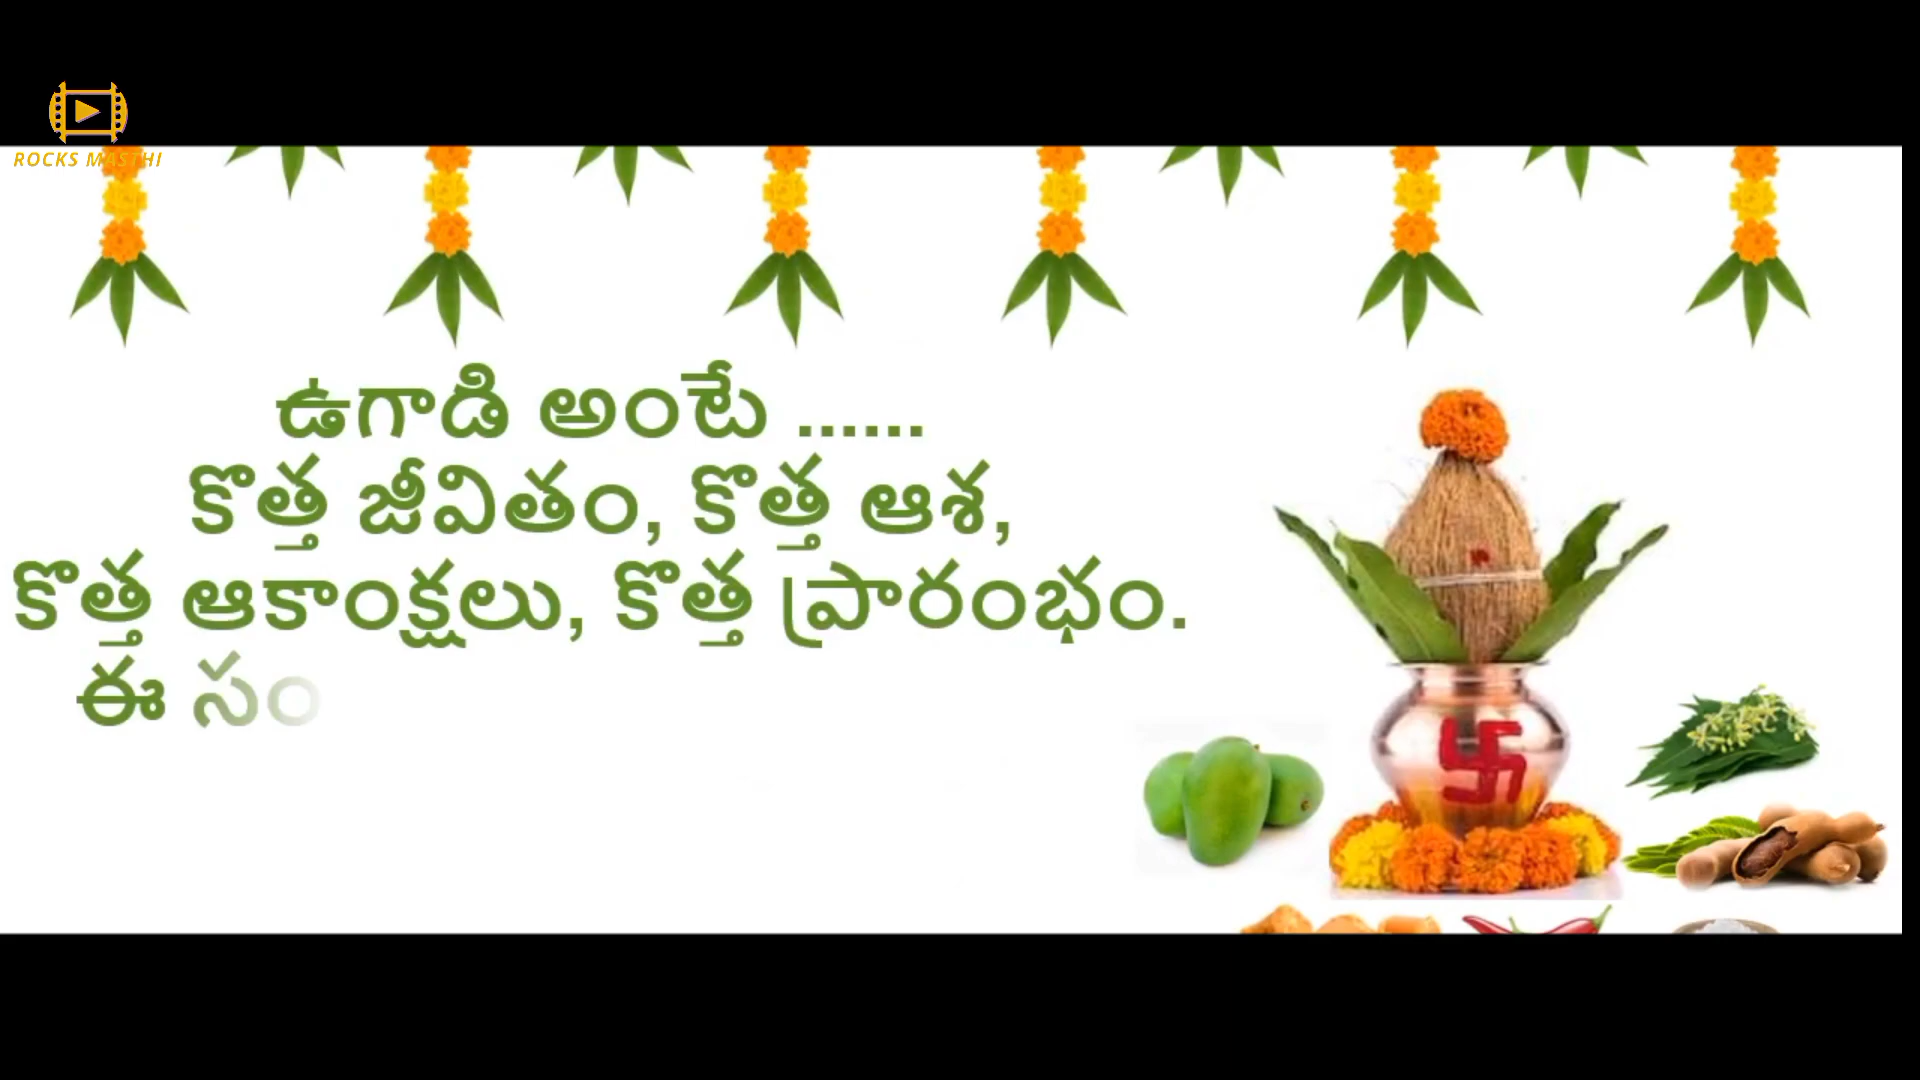 ROCKS MASTHI
ఉగాడి అంటే ......
కొత్త జీవితం, కొత్త ఆశ,
కొత్త ఆకాంక్షలు, కొత్త ప్రారంభం.
ఈ సం